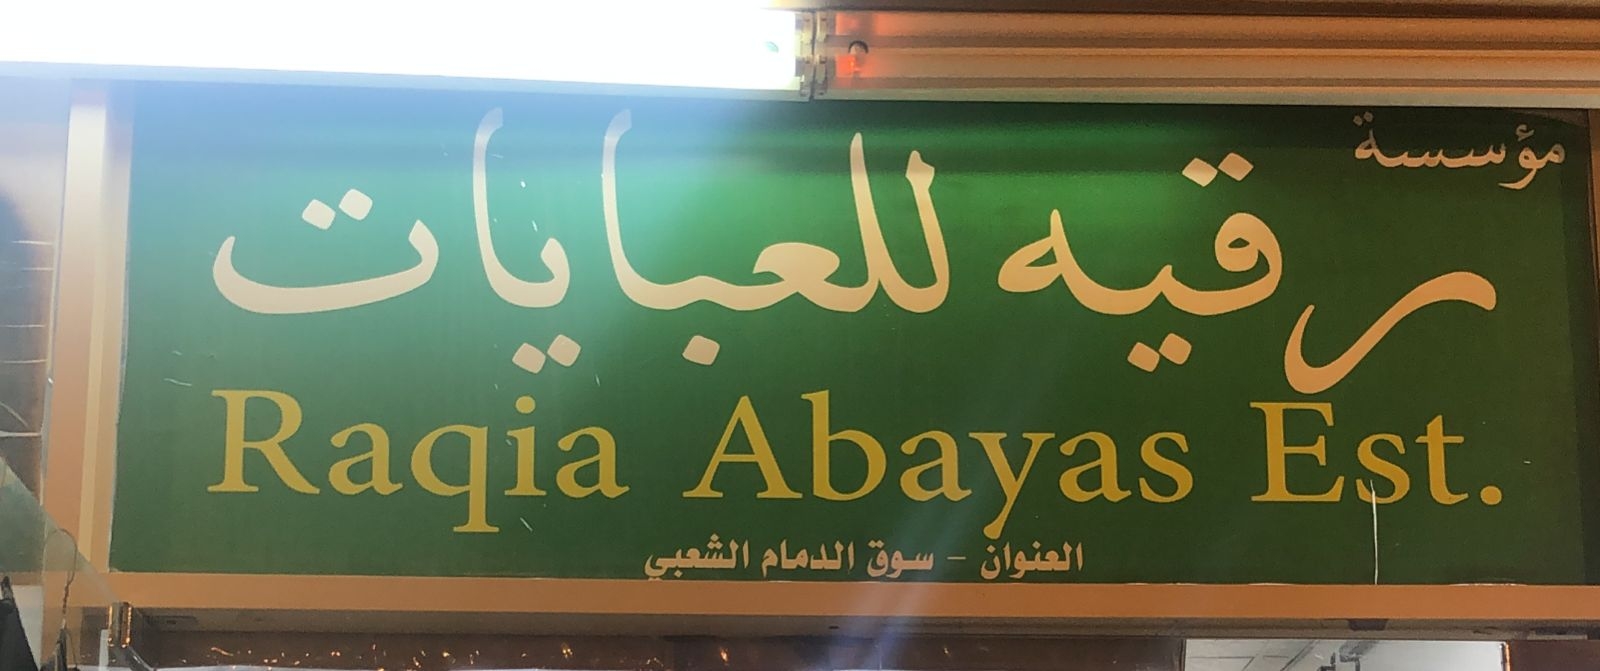 مؤسسة
رقيه للعبايات
Raqia Abayas Est.
العنوان - سوق الدمام الشعبي